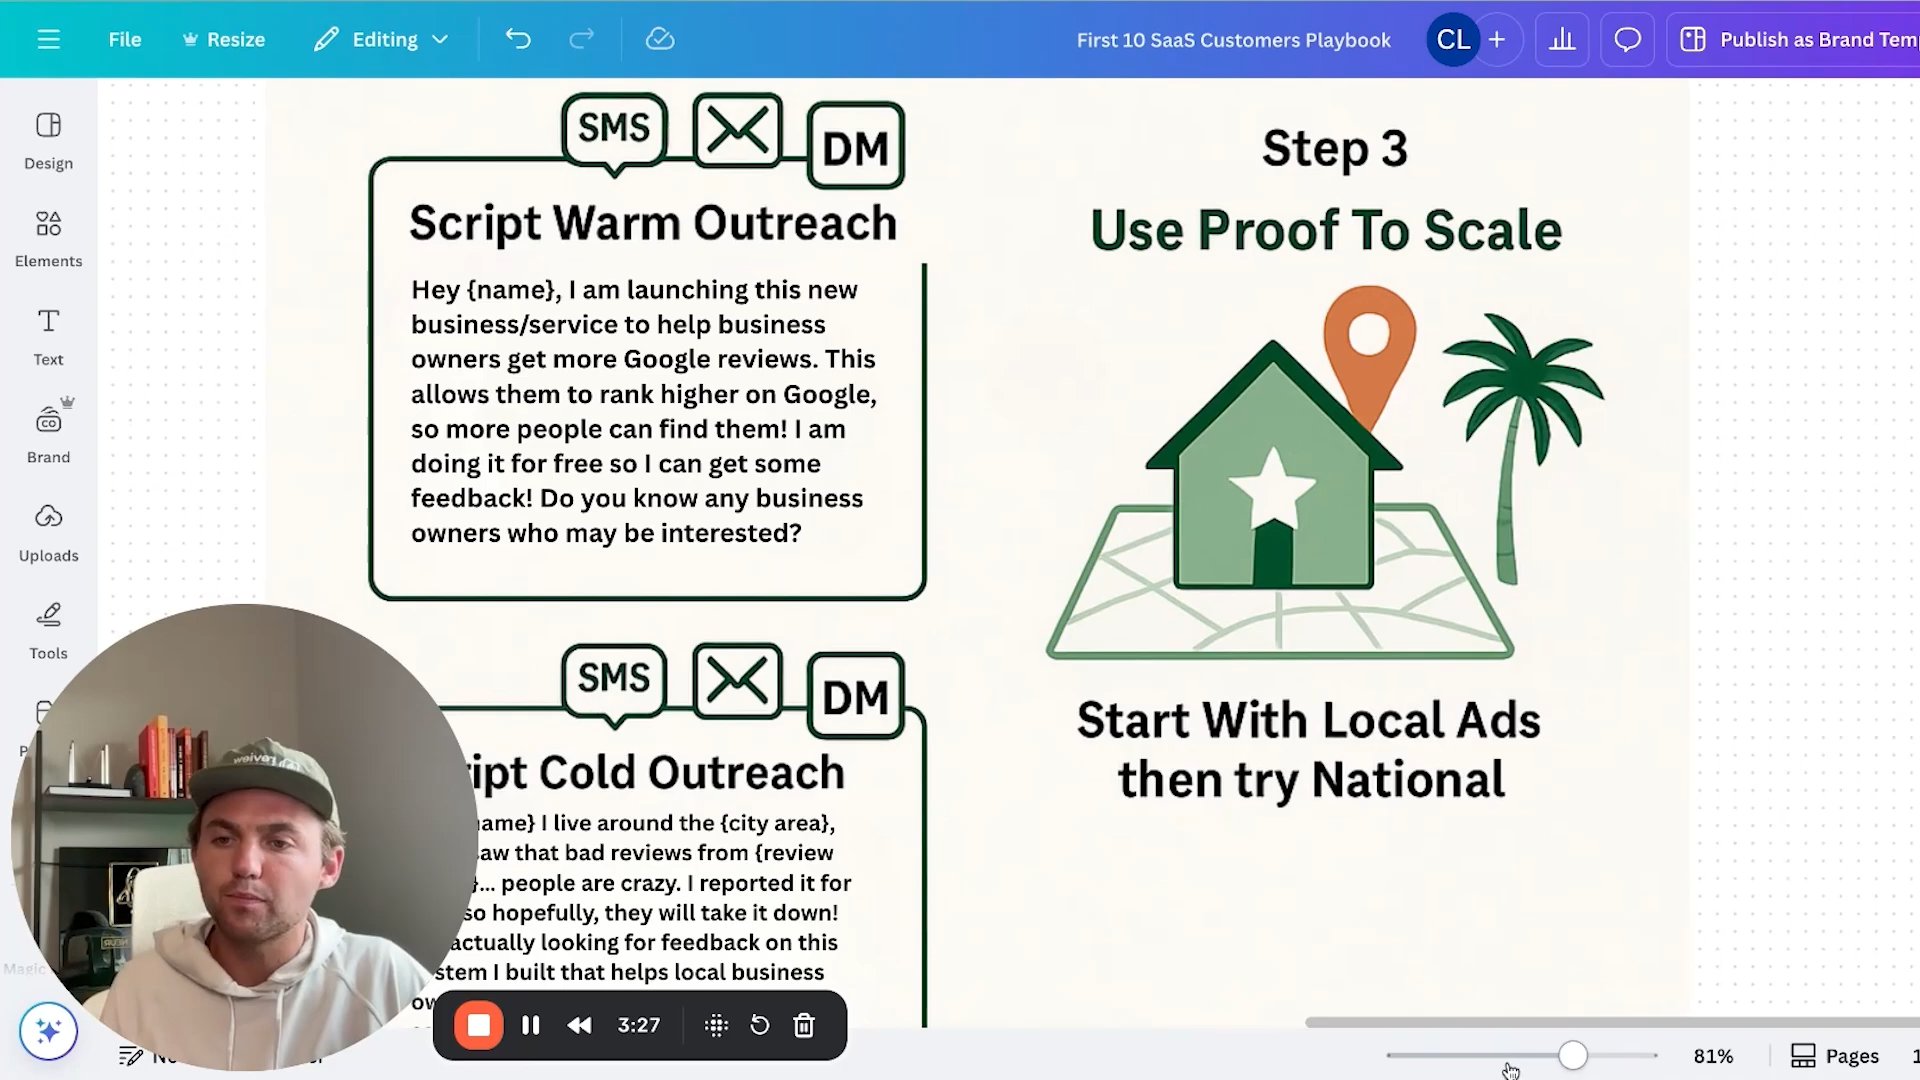 File
Resize
Editing
First 10 SaaS Customers Playbook
CL
Publish as Brand Tem
Design
Elements
Text
Brand
Uploads
Tools
Magic
SMS
DM
Script Warm Outreach
Hey {name}, I am launching this new
business/service to help business
owners get more Google reviews. This
allows them to rank higher on Google,
so more people can find them! I am
doing it for free so I can get some
feedback! Do you know any business
owners who may be interested?
SMS
DM
ript Cold Outreach
ame} I live around the {city area},
saw that bad reviews from {review
}... people are crazy. I reported it for
so hopefully, they will take it down!
actually looking for feedback on this
stem I built that helps local business
ow
3:27
Step 3
Use Proof To Scale
Start With Local Ads
then try National
81%
Pages
1